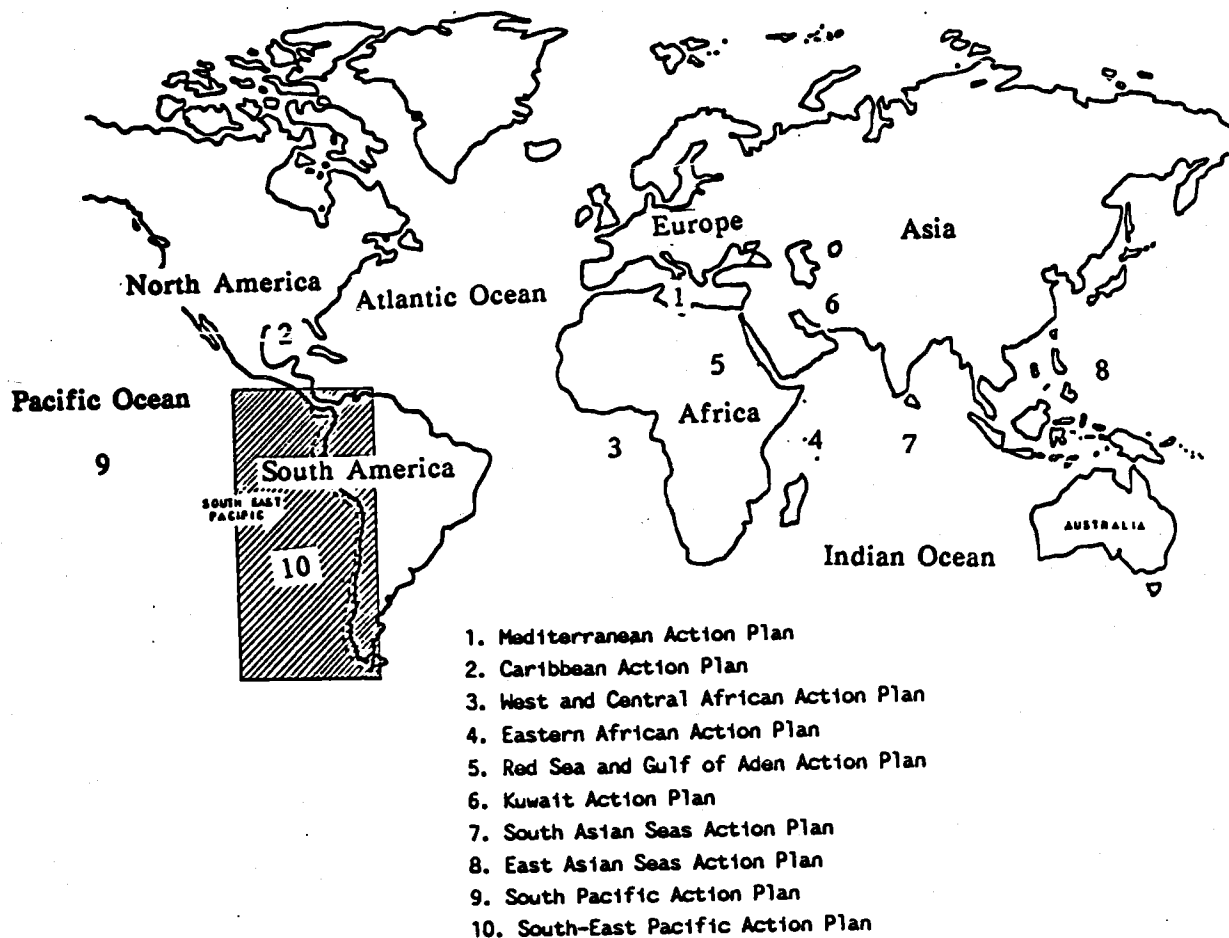 Europe
Asia
North America
Atlantic Ocean
1
6
2
5
8
8
Pacific Ocean
Africa
3
4
7
9
South America
SOUTH EAST
PACIFIC
AUSTRALIA
Indian Ocean
10
1. Mediterranean Action Plan
2. Caribbean Action Plan
3. West and Central African Action Plan
4. Eastern African Action Plan
5. Red Sea and Gulf of Aden Action Plan
6. Kuwait Action Plan
7. South Asian Seas Action Plan
8. East Asian Seas Action Plan
9. South Pacific Action Plan
10. South-East Pacific Action Plan